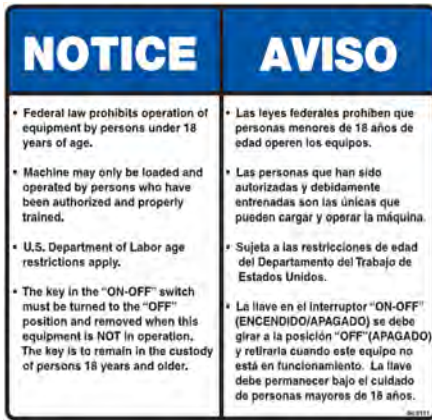 NOTICE
• Federal law prohibits operation of
equipment by persons under 18
years of age.
• Machine may only be loaded and
operated by persons who have
been authorized and properly
trained.
• U.S. Department of Labor age
restrictions apply.
• The key in the "ON-OFF" switch
must be turned to the "OFF"
position and removed when this
equipment is NOT in operation.
The key is to remain in the custody
of persons 18 years and older.
AVISO
• Las leyes federales prohiben que
personas menores de 18 años de
edad operen los equipos.
• Las personas que han sido
autorizadas y debidamente
entrenadas son las únicas que
pueden cargar y operar la máquina.
• Sujeta a las restricciones de edad
del Departamento del Trabajo de
Estados Unidos.
• La llave en el interruptor "ON-OFF"
(ENCENDIDO/APAGADO) se debe
girar a la posición "OFF"(APAGADO)
y retirarla cuando este equipo no
está en funcionamiento. La llave
debe permanecer bajo el cuidado
de personas mayores de 18 años.